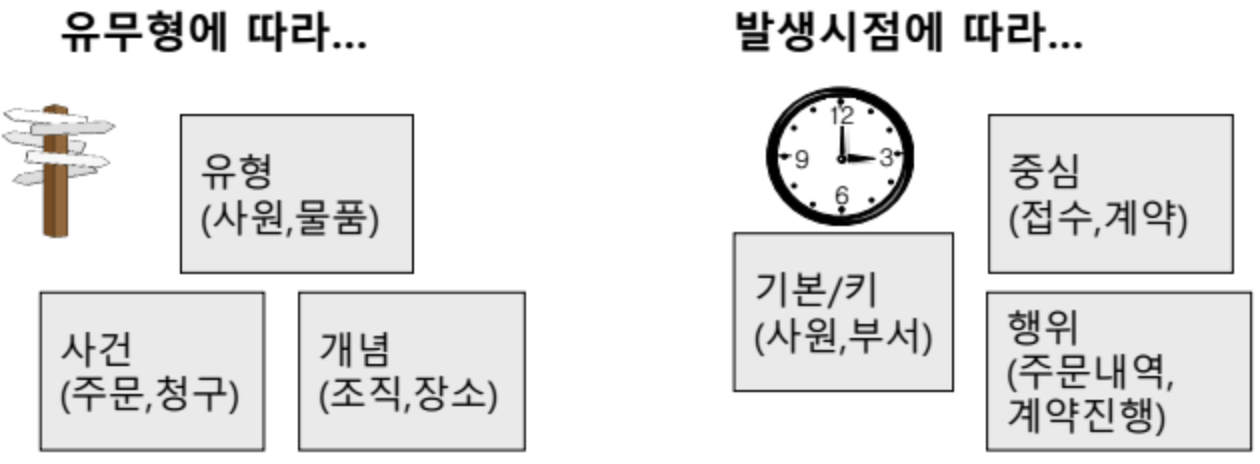 유무형에 따라...
유형
(사원,물품)
사건
(주문,청구)
개념
(조직,장소)
발생시점에 따라...
12
3
6
9
기본/키
(사원,부서)
중심
(접수,계약)
행위
(주문내역,
계약진행)